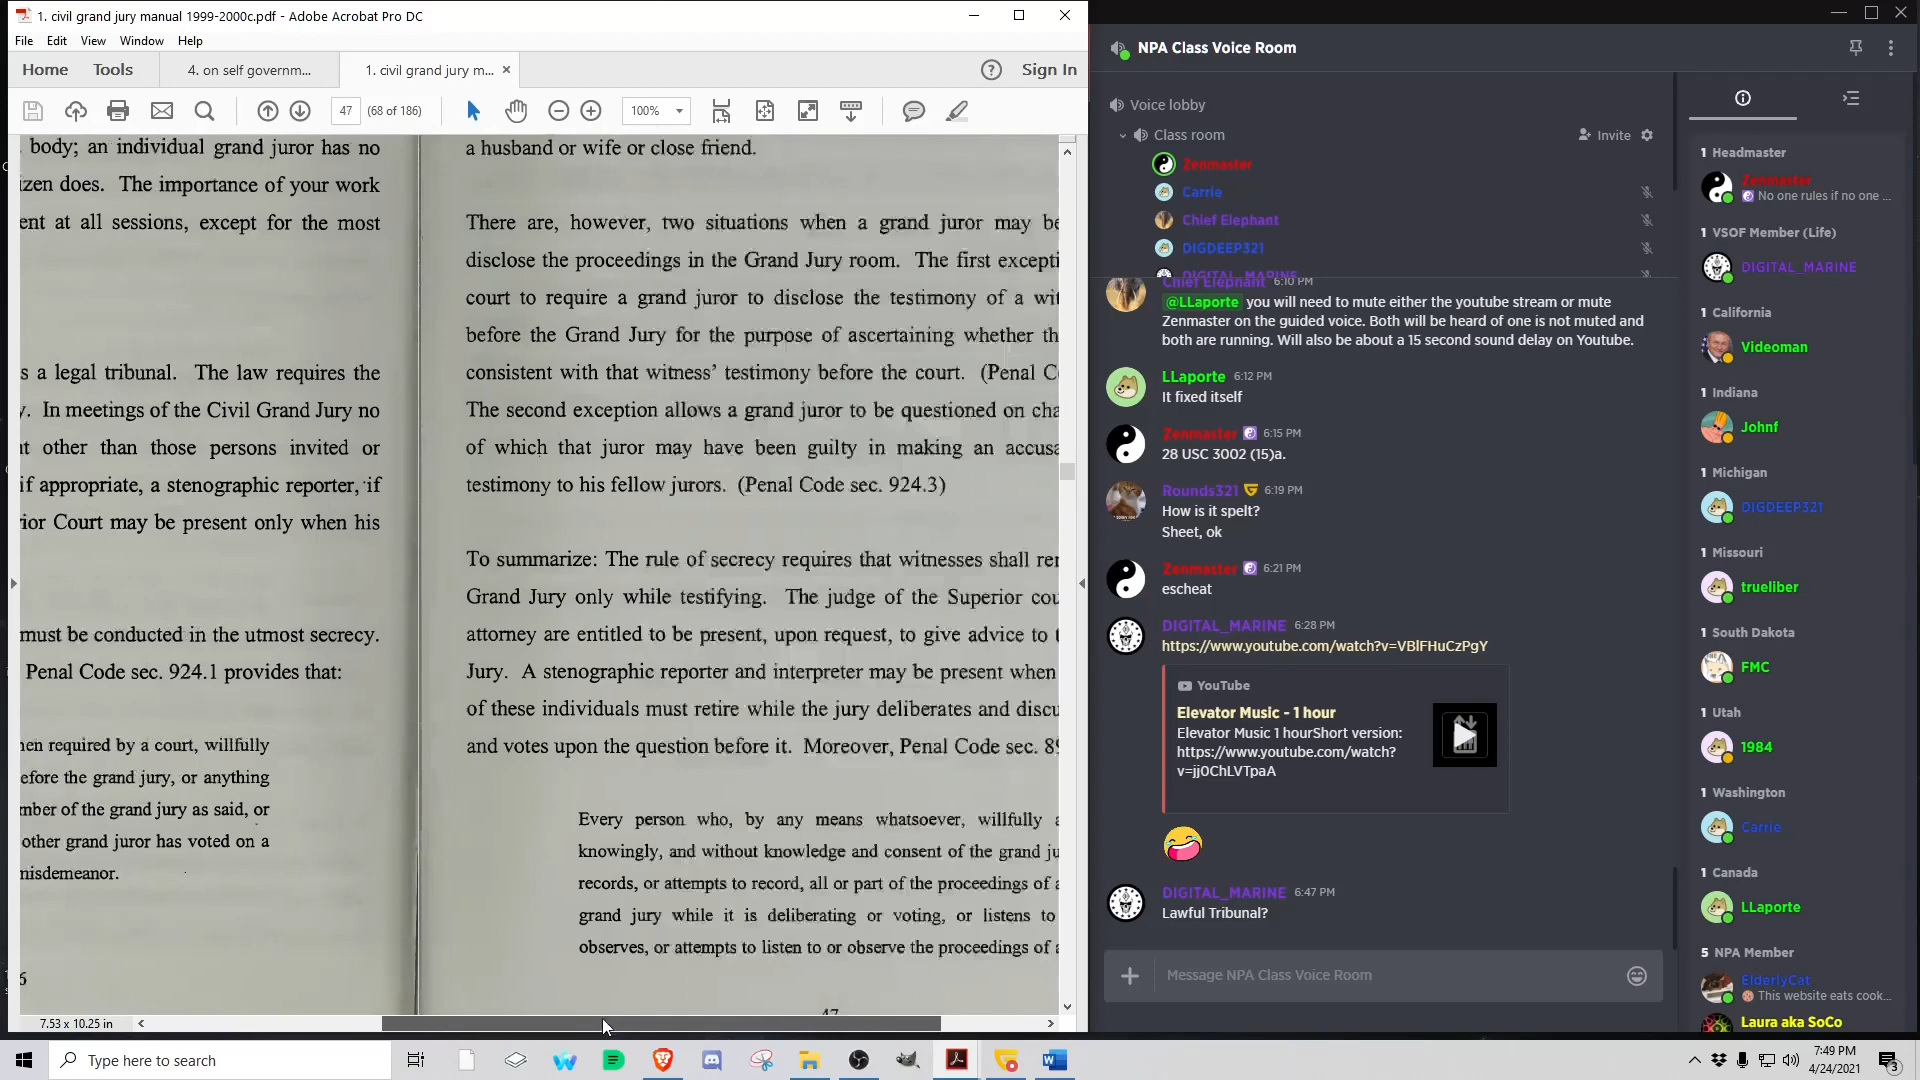 1. civil grand jury manual 1999-2000c.pdf - Adobe Acrobat Pro DC
File Edit View Window Help
Home Tools 4. on self governm... 1. civil grand jury m... × Sign In
47 (68 of 186) 100%
body; an individual grand juror has no
izen does. The importance of your work
ent at all sessions, except for the most
s a legal tribunal. The law requires the
y. In meetings of the Civil Grand Jury no
nt other than those persons invited or
if appropriate, a stenographic reporter, if
rior Court may be present only when his
must be conducted in the utmost secrecy.
Penal Code sec. 924.1 provides that:
hen required by a court, willfully
efore the grand jury, or anything
mber of the grand jury as said, or
other grand juror has voted on a
misdemeanor.
6
a husband or wife or close friend.
There are, however, two situations when a grand juror may be
disclose the proceedings in the Grand Jury room. The first excepti
court to require a grand juror to disclose the testimony of a wit
before the Grand Jury for the purpose of ascertaining whether th
consistent with that witness' testimony before the court. (Penal C
The second exception allows a grand juror to be questioned on cha
of which that juror may have been guilty in making an accusa
testimony to his fellow jurors. (Penal Code sec. 924.3)
To summarize: The rule of secrecy requires that witnesses shall rer
Grand Jury only while testifying. The judge of the Superior cou
attorney are entitled to be present, upon request, to give advice to t
Jury. A stenographic reporter and interpreter may be present when
of these individuals must retire while the jury deliberates and discu
and votes upon the question before it. Moreover, Penal Code sec. 89
Every person who, by any means whatsoever, willfully a
knowingly, and without knowledge and consent of the grand ju
records, or attempts to record, all or part of the proceedings of a
grand jury while it is deliberating or voting, or listens to
observes, or attempts to listen to or observe the proceedings of a
47
7.53 x 10.25 in
NPA Class Voice Room
Voice lobby
Class room Invite
Zenmaster
Carrie
Chief Elephant
DIGDEEP321
DIGITAL_MARINE
Chief Elephant 6:10 PM
@LLaporte you will need to mute either the youtube stream or mute
Zenmaster on the guided voice. Both will be heard of one is not muted and
both are running. Will also be about a 15 second sound delay on Youtube.
LLaporte 6:12 PM
It fixed itself
Zenmaster 6:15 PM
28 USC 3002 (15)a.
Rounds321 6:19 PM
How is it spelt?
Sheet, ok
Zenmaster 6:21 PM
escheat
DIGITAL_MARINE 6:28 PM
https://www.youtube.com/watch?v=VBlFHuCzPgY
YouTube
Elevator Music - 1 hour
Elevator Music 1 hourShort version:
https://www.youtube.com/watch?
v=jj0ChLVTpaA
DIGITAL_MARINE 6:47 PM
Lawful Tribunal?
Message NPA Class Voice Room
1 Headmaster
Zenmaster
No one rules if no one ...
1 VSOF Member (Life)
DIGITAL_MARINE
1 California
Videoman
1 Indiana
Johnf
1 Michigan
DIGDEEP321
1 Missouri
trueliber
1 South Dakota
FMC
1 Utah
1984
1 Washington
Carrie
1 Canada
LLaporte
5 NPA Member
ElderlyCat
This website eats cook...
Laura aka SoCo
Type here to search
7:49 PM
4/24/2021
3